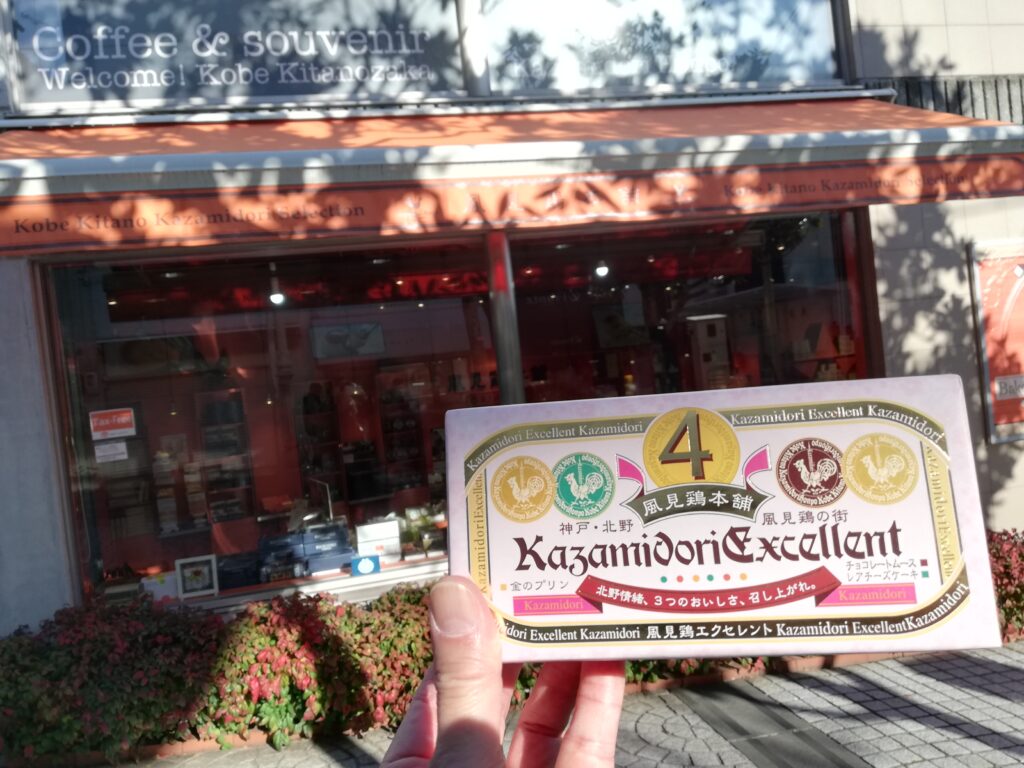 Coffee & souvenir
Welcome! Kobe Kitanozaka
Kobe Kitano Kazamidori Selection
Kobe Kitano Kazamidori Selection
Tax-free
Kazamidori Excellent Kazamidori
Kazamidori Excellent Kazamidori
4
風見鶏本舗
神戸・北野
風見鶏の街
KazamidoriExcellent
金のプリン
チョコレートムース
レアチーズケーキ
北野情緒、3つのおいしさ、召し上がれ。
Kazamidori
Kazamidori
Excellent Kazamidori 風見鶏エクセレント Kazamidori ExcellentKazamidori